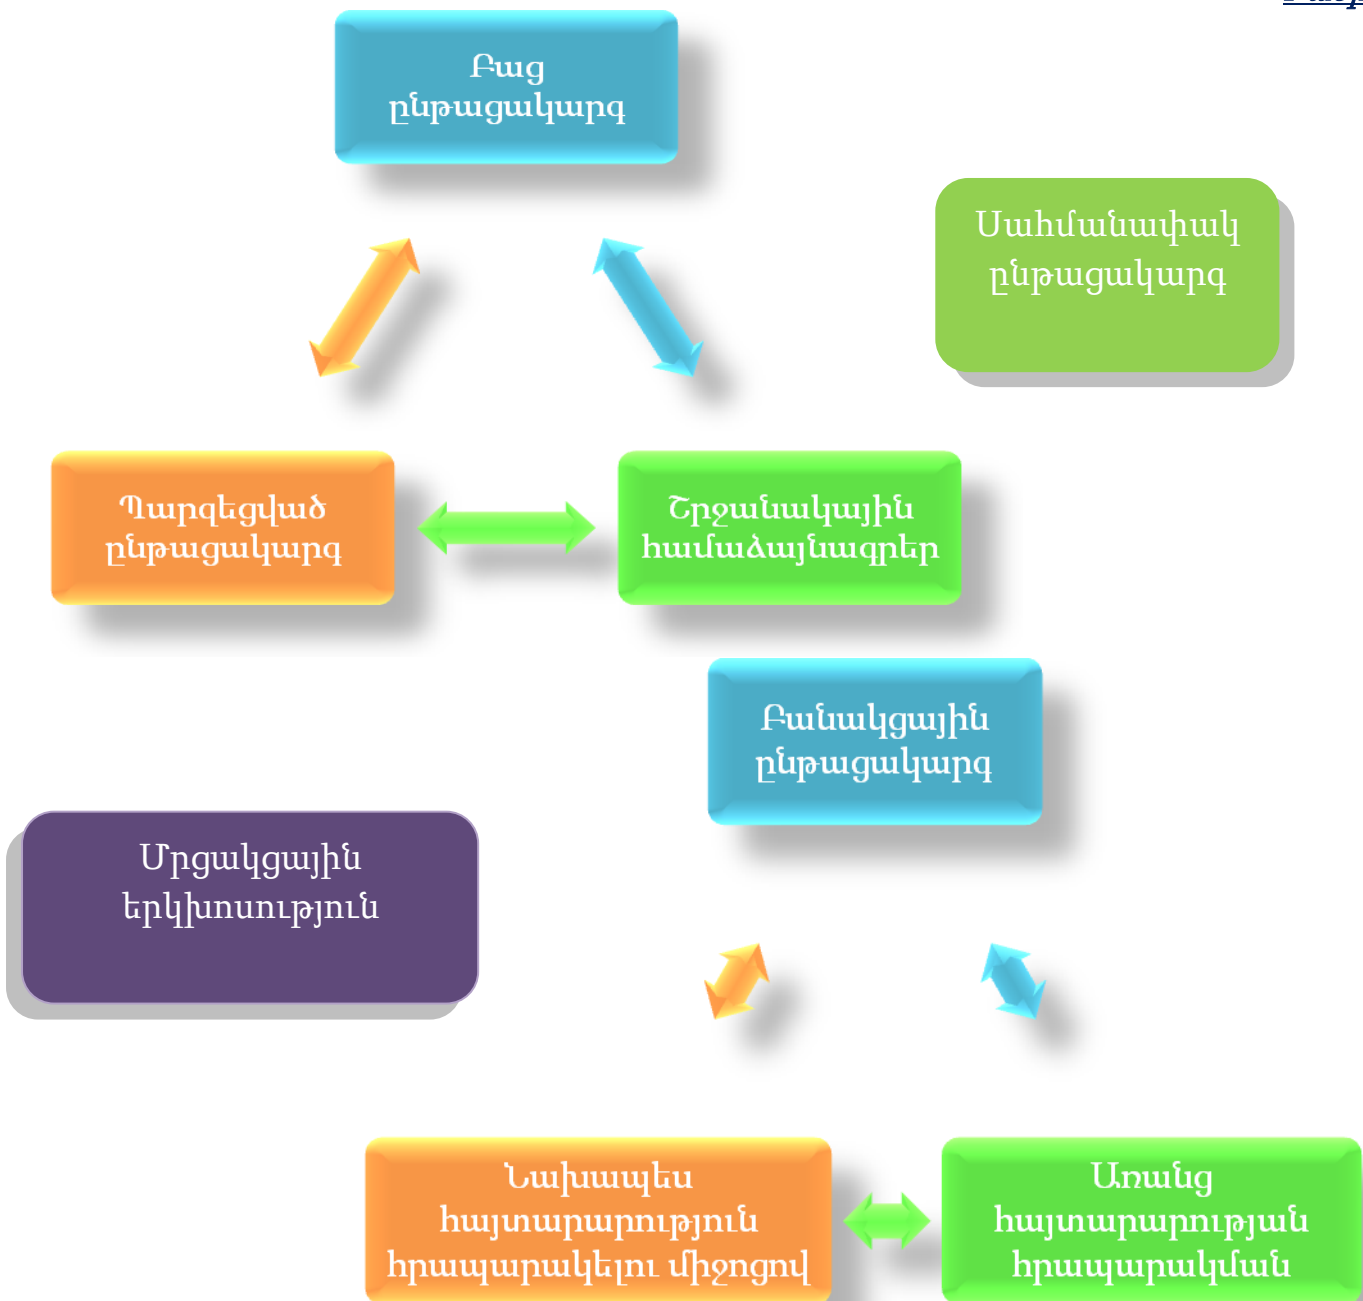 Բաց
ընթացակարգ
Սահմանափակ
ընթացակարգ
Պարզեցված
ընթացակարգ
Շրջանակային
համաձայնագրեր
Բանակցային
ընթացակարգ
Մրցակցային
երկխոսություն
Նախապես
հայտարարություն
հրապարակելու միջոցով
Առանց
հայտարարության
հրապարակման